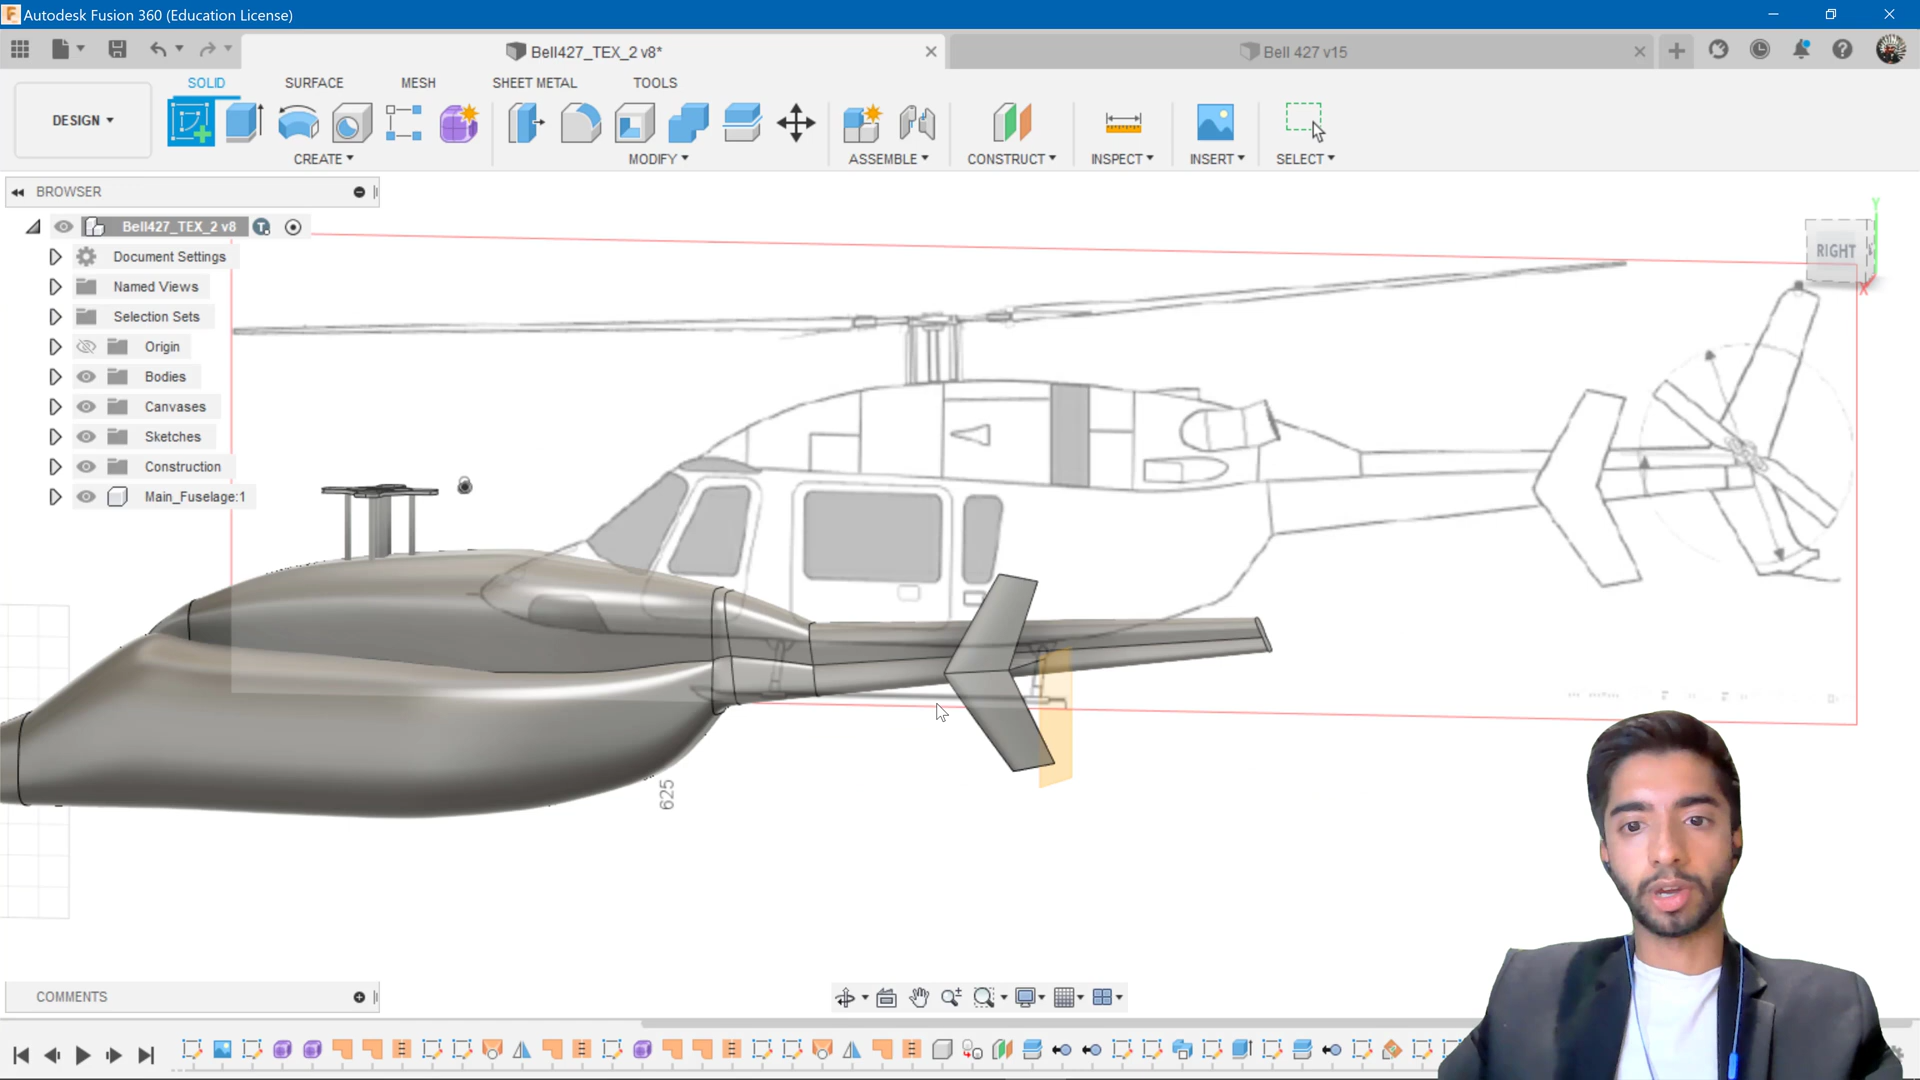 Autodesk Fusion 360 (Education License)
Bell427_TEX_2 v8*
Bell 427 v15
SOLID
SURFACE
MESH
SHEET METAL
TOOLS
DESIGN
CREATE
MODIFY
ASSEMBLE
CONSTRUCT
INSPECT
INSERT
SELECT
BROWSER
Bell427_TEX_2 v8
Document Settings
Named Views
Selection Sets
Origin
Bodies
Canvases
Sketches
Construction
Main_Fuselage:1
RIGHT
Y
X
625
COMMENTS